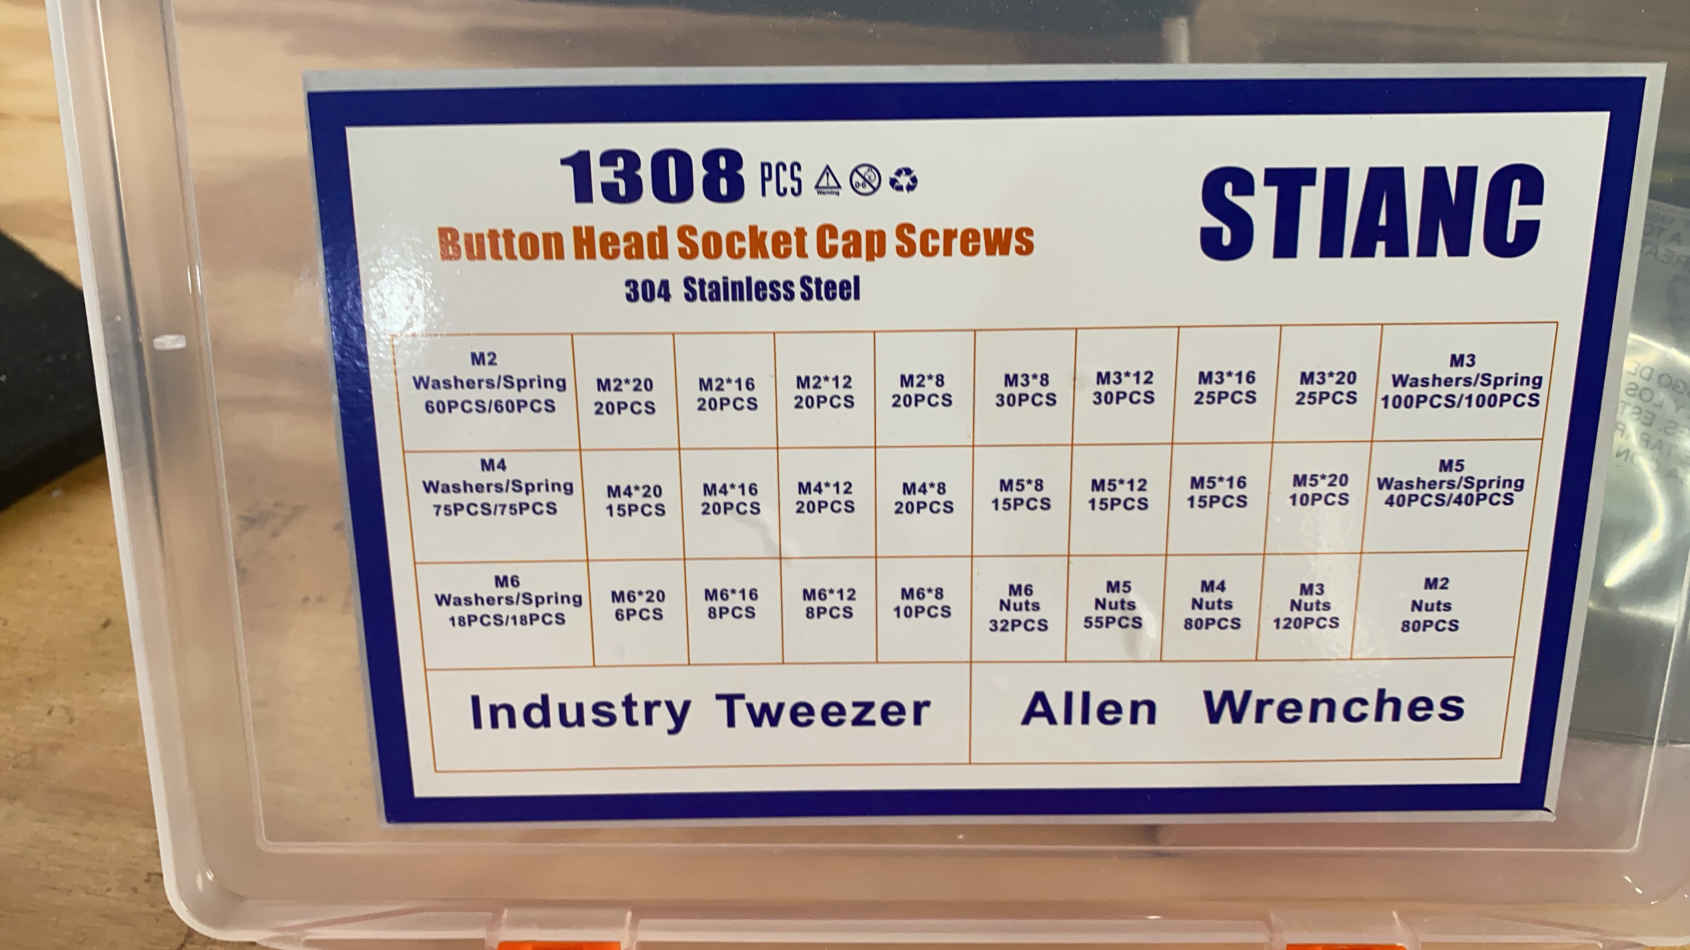 1308 PCS
Warning
0-3
STIANC
Button Head Socket Cap Screws
304 Stainless Steel
M2
Washers/Spring
60PCS/60PCS
M2*20
20PCS
M2*16
20PCS
M2*12
20PCS
M2*8
20PCS
M3*8
30PCS
M3*12
30PCS
M3*16
25PCS
M3*20
25PCS
M3
Washers/Spring
100PCS/100PCS
M4
Washers/Spring
75PCS/75PCS
M4*20
15PCS
M4*16
20PCS
M4*12
20PCS
M4*8
20PCS
M5*8
15PCS
M5*12
15PCS
M5*16
15PCS
M5*20
10PCS
M5
Washers/Spring
40PCS/40PCS
M6
Washers/Spring
18PCS/18PCS
M6*20
6PCS
M6*16
8PCS
M6*12
8PCS
M6*8
10PCS
M6
Nuts
32PCS
M5
Nuts
55PCS
M4
Nuts
80PCS
M3
Nuts
120PCS
M2
Nuts
80PCS
Industry Tweezer
Allen Wrenches